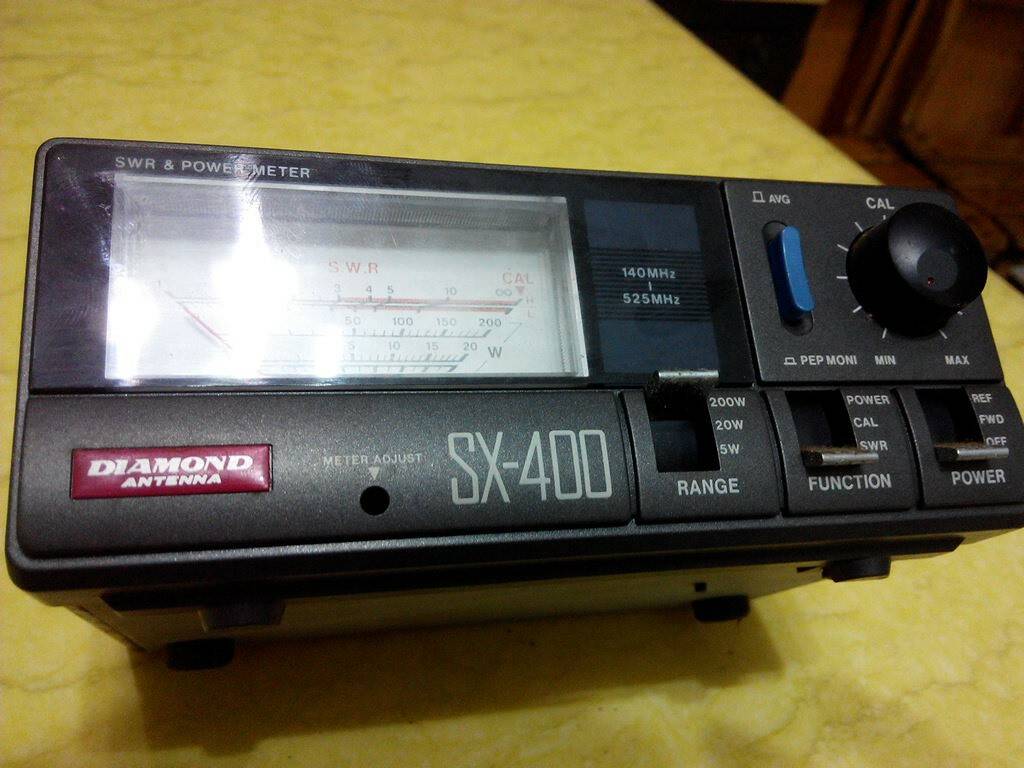 SWR & POWER METER
S.W.R
CAL
1 3 4 5 10 ∞ H
L
50 100 150 200
5 10 15 20 W
140MHz
525MHz
AVG
CAL
PEP MONI
MIN
MAX
200W
20W
5W
RANGE
POWER
CAL
SWR
FUNCTION
REF
FWD
OFF
POWER
DIAMOND
ANTENNA
METER ADJUST
SX-400